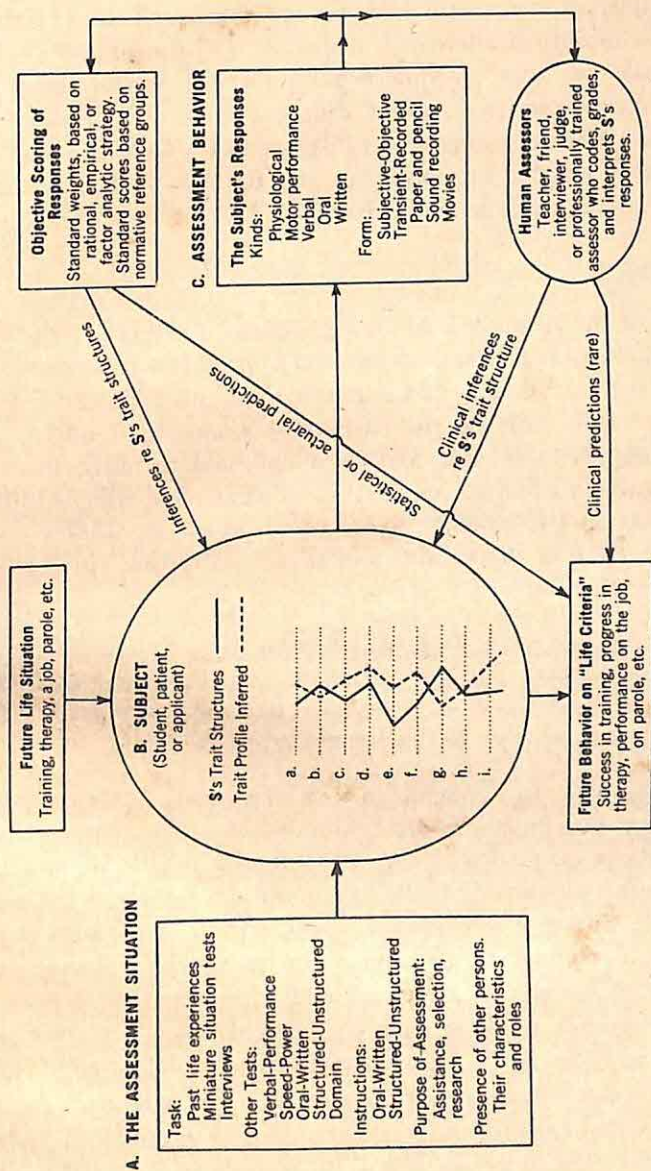 A. THE ASSESSMENT SITUATION
Task:
Past life experiences
Miniature situation tests
Interviews
Other Tests:
Verbal-Performance
Speed-Power
Oral-Written
Structured-Unstructured
Domain
Instructions:
Oral-Written
Structured-Unstructured
Purpose of Assessment:
Assistance, selection,
research
Presence of other persons.
Their characteristics
and roles
Future Life Situation
Training, therapy, a job, parole, etc.
B. SUBJECT
(Student, patient,
or applicant)
S's Trait Structures
Trait Profile Inferred
a.
b.
c.
d.
e.
f.
g.
h.
i.
Future Behavior on "Life Criteria"
Success in training, progress in
therapy, performance on the job,
on parole, etc.
Inferences re S's trait structures
Statistical or
actuarial predictions
Clinical inferences
re S's trait structure
Clinical predictions (rare)
Objective Scoring of
Responses
Standard weights, based on
rational, empirical, or
factor analytic strategy.
Standard scores based on
normative reference groups.
C. ASSESSMENT BEHAVIOR
The Subject's Responses
Kinds:
Physiological
Motor performance
Verbal
Oral
Written
Form:
Subjective-Objective
Transient-Recorded
Paper and pencil
Sound recording
Movies
Human Assessors
Teacher, friend,
interviewer, judge,
or professionally trained
assessor who codes, grades,
and interprets S's
responses.